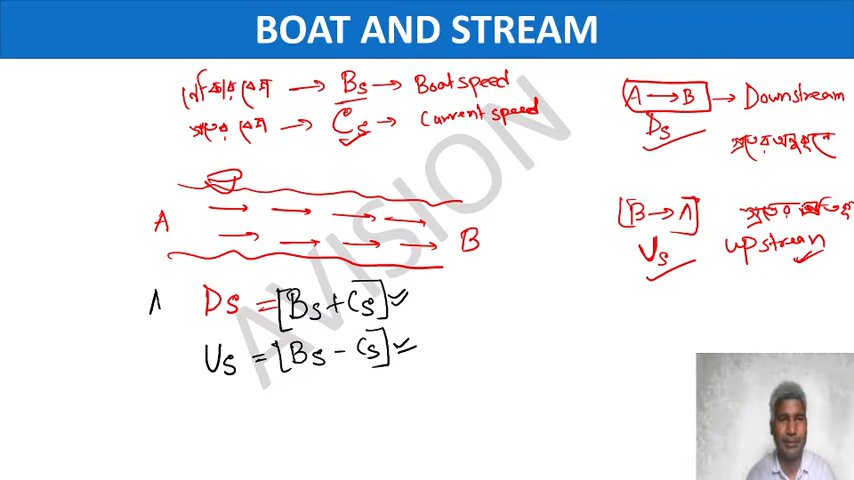 BOAT AND STREAM
নৌকার বেগ → Bs → Boat speed
স্রোতের বেগ → Cs → Current speed
A → B → Downstream
Ds
স্রোতের অনুকূলে
A
B
[B → A] স্রোতের
Us upstream
Ds = [Bs + Cs]
Us = [Bs - Cs]
AVISION